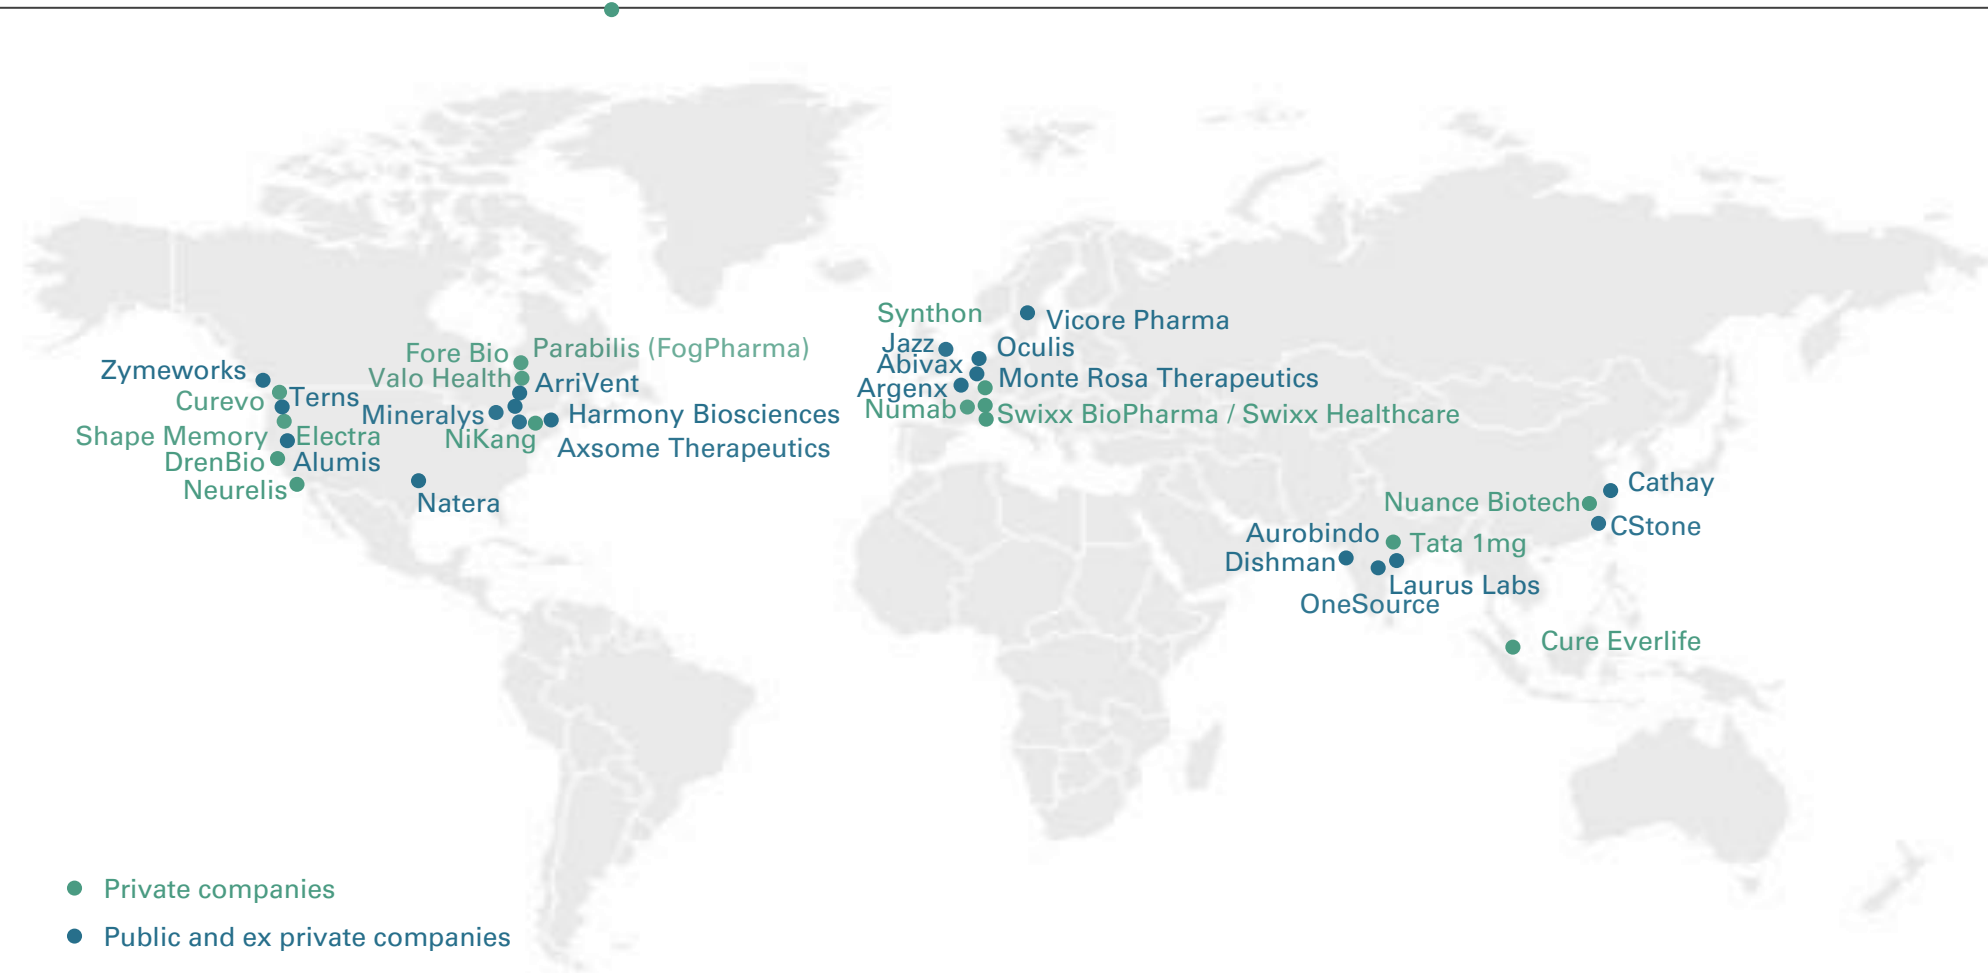 Zymeworks
Curevo
Terns
Shape Memory
Electra
DrenBio
Alumis
Neurelis
Natera
Fore Bio
Parabilis (FogPharma)
Valo Health
ArriVent
Mineralys
Harmony Biosciences
NiKang
Axsome Therapeutics
Synthon
Vicore Pharma
Jazz
Oculis
Abivax
Monte Rosa Therapeutics
Argenx
Numab
Swixx BioPharma / Swixx Healthcare
Cathay
Nuance Biotech
CStone
Aurobindo
Tata 1mg
Dishman
Laurus Labs
OneSource
Cure Everlife
Private companies
Public and ex private companies